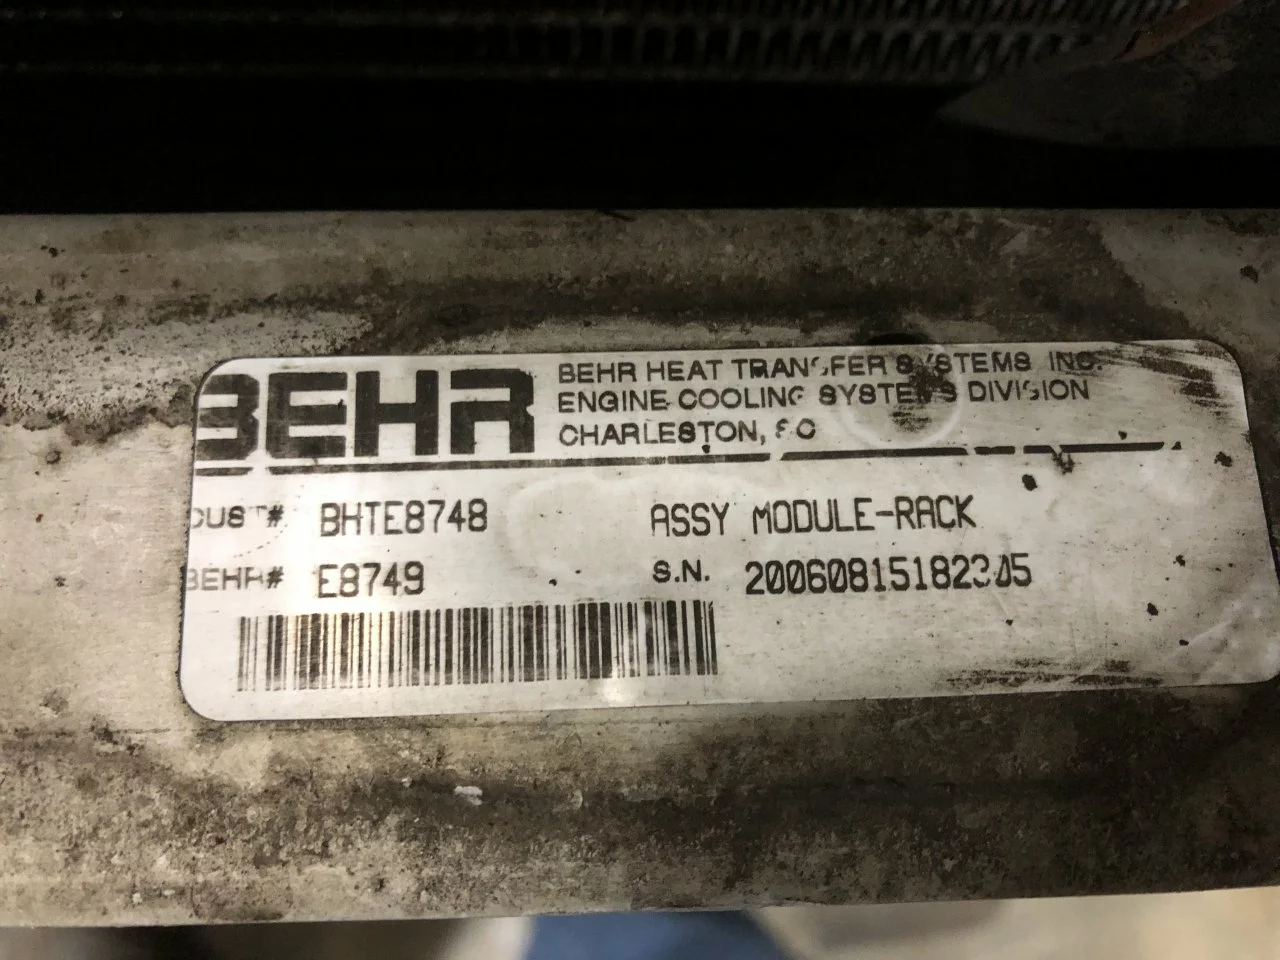 BEHR
BEHR HEAT TRANSFER SYSTEMS INC.
ENGINE COOLING SYSTEMS DIVISION
CHARLESTON, SC
CUST# BHTE8748 ASSY MODULE-RACK
BEHR# E8749 S.N.